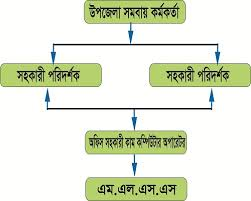 উপজেলা সমবায় কর্মকর্তা
সহকারী পরিদর্শক
সহকারী পরিদর্শক
অফিস সহকারী কাম কম্পিউটার অপারেটর
এম.এল.এস.এস